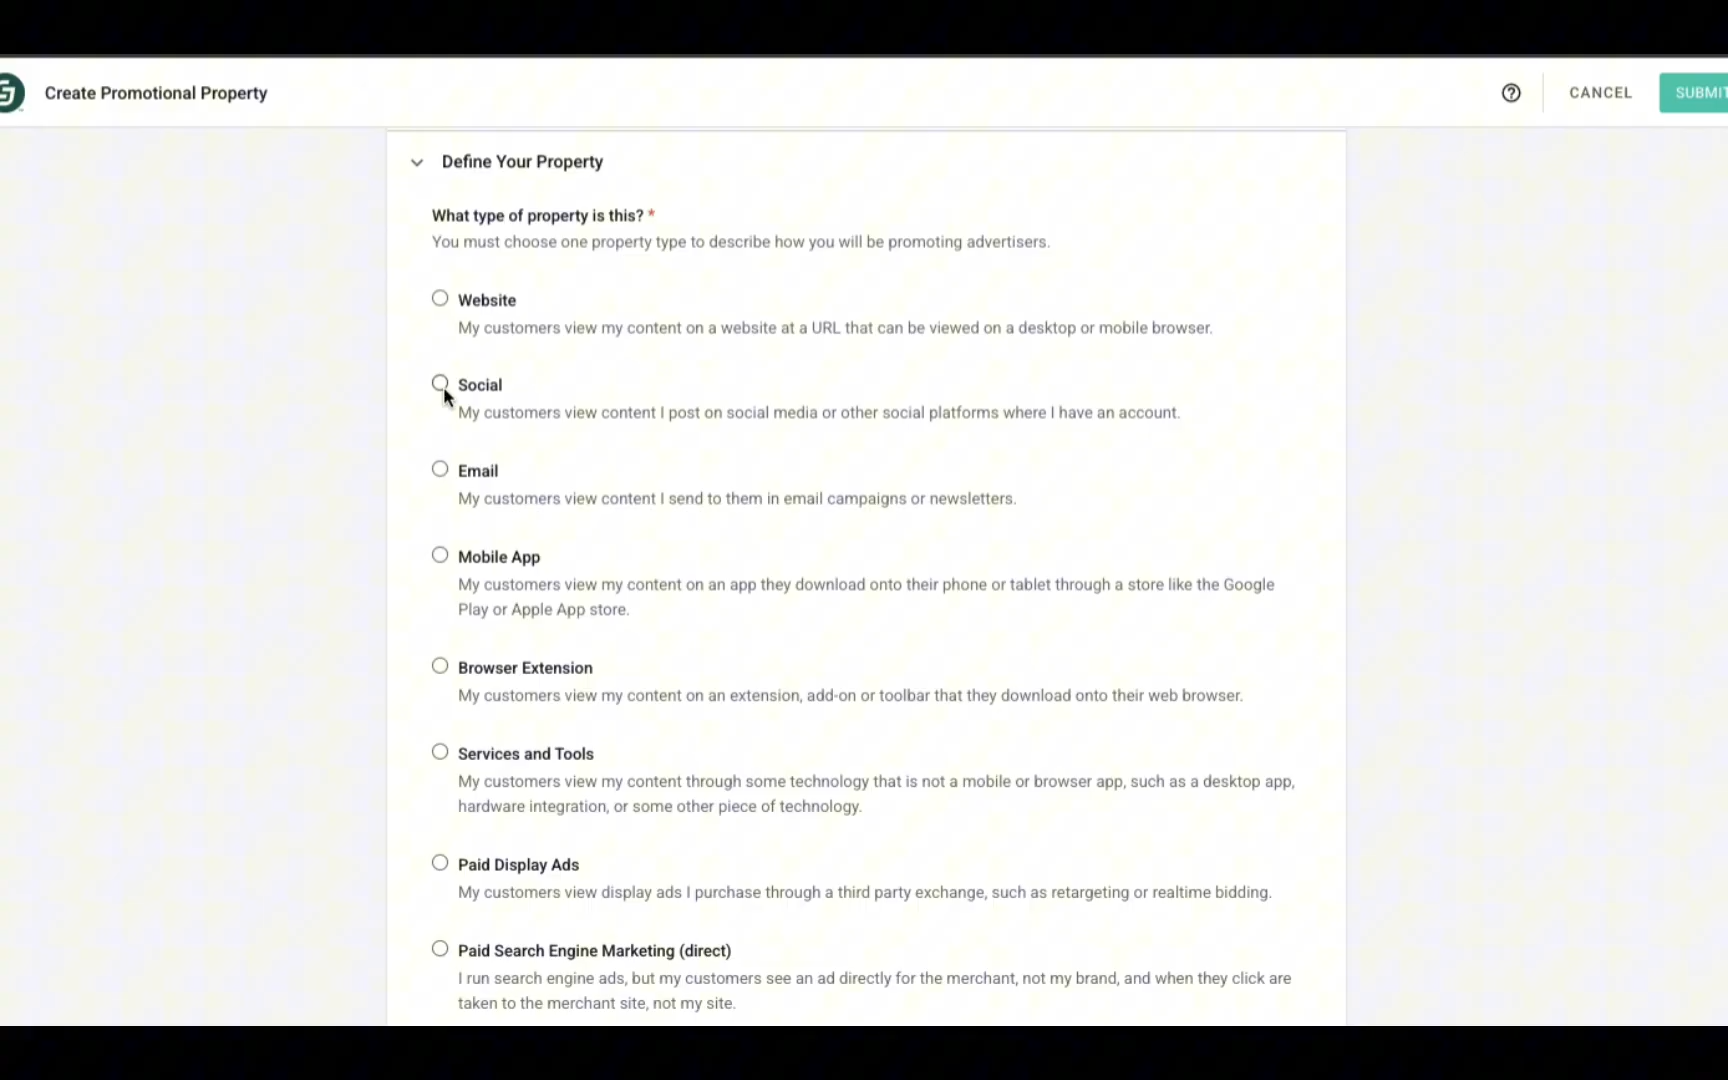 Create Promotional Property
CANCEL
SUBMIT
Define Your Property
What type of property is this? *
You must choose one property type to describe how you will be promoting advertisers.
Website
My customers view my content on a website at a URL that can be viewed on a desktop or mobile browser.
Social
My customers view content I post on social media or other social platforms where I have an account.
Email
My customers view content I send to them in email campaigns or newsletters.
Mobile App
My customers view my content on an app they download onto their phone or tablet through a store like the Google
Play or Apple App store.
Browser Extension
My customers view my content on an extension, add-on or toolbar that they download onto their web browser.
Services and Tools
My customers view my content through some technology that is not a mobile or browser app, such as a desktop app,
hardware integration, or some other piece of technology.
Paid Display Ads
My customers view display ads I purchase through a third party exchange, such as retargeting or realtime bidding.
Paid Search Engine Marketing (direct)
I run search engine ads, but my customers see an ad directly for the merchant, not my brand, and when they click are
taken to the merchant site, not my site.